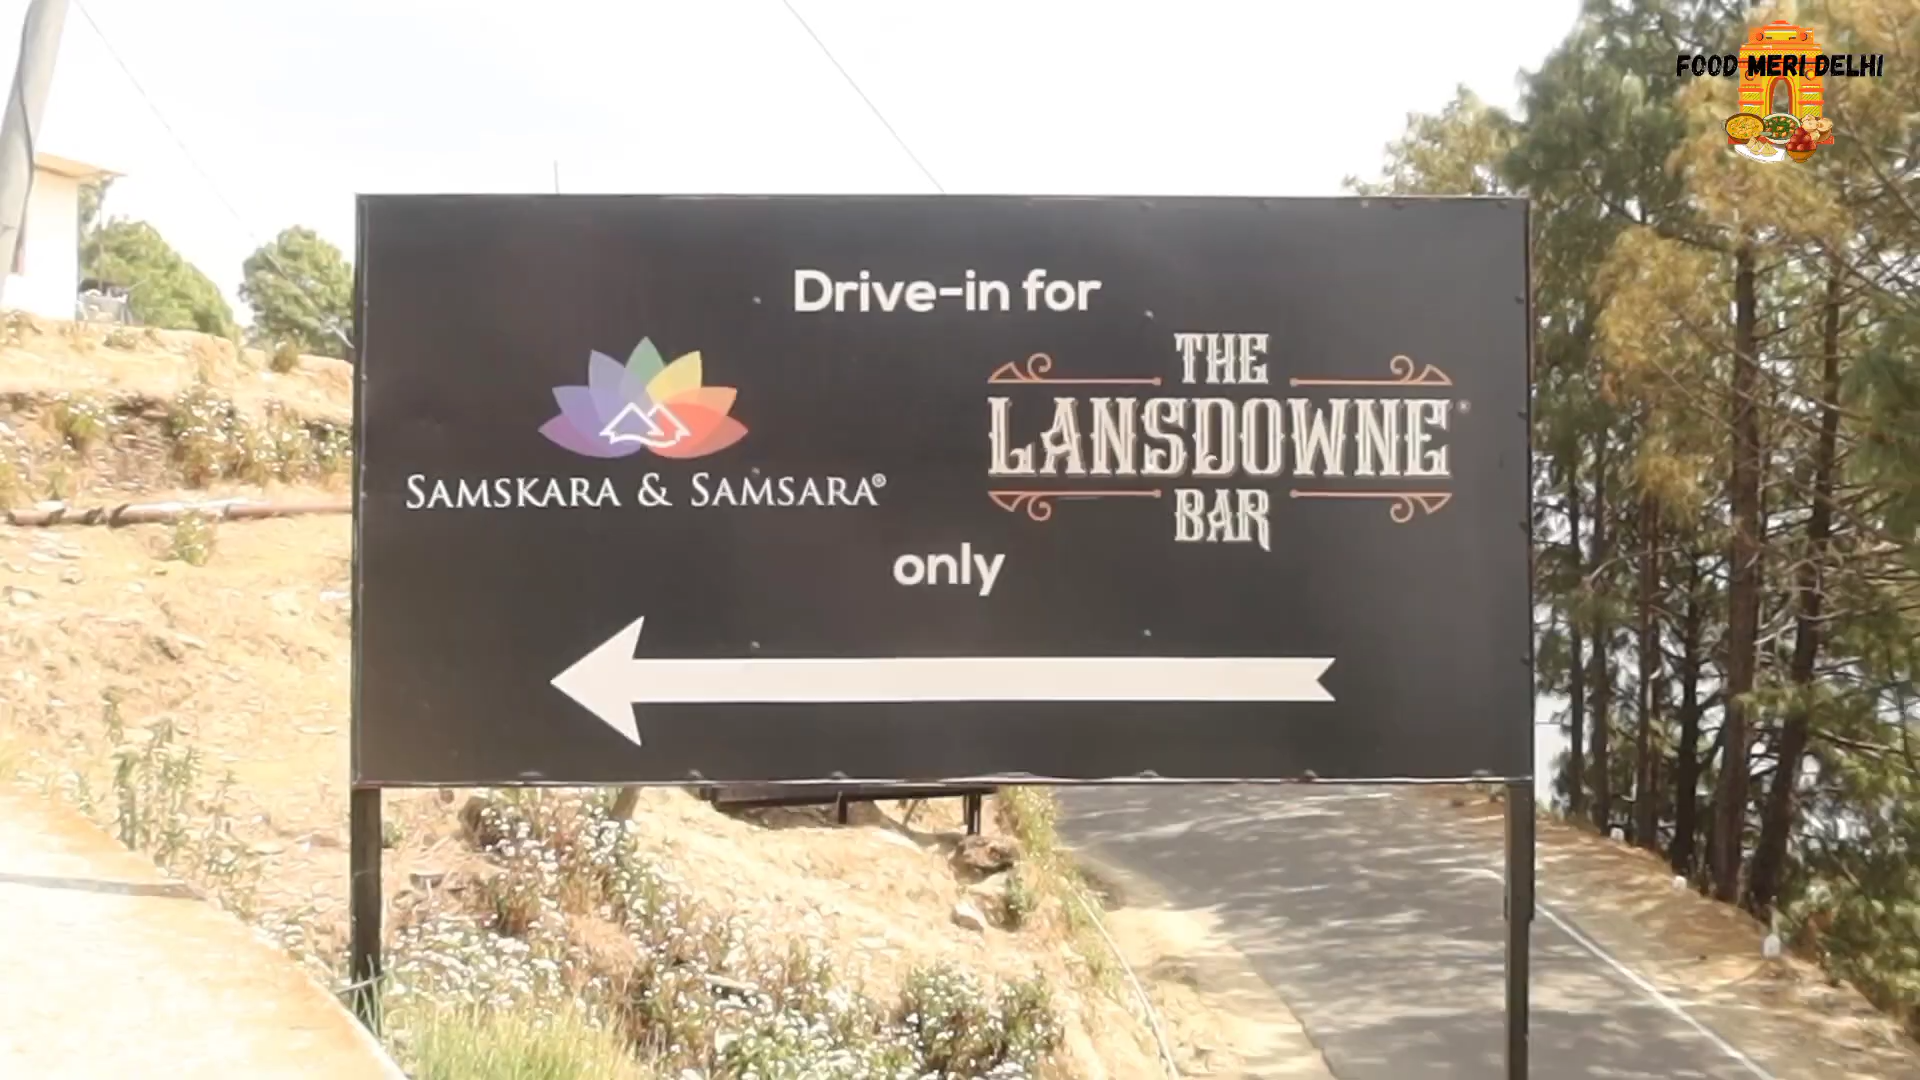 FOOD MERI DELHI
Drive-in for
SAMSKARA & SAMSARA®
THE
LANSDOWNE
BAR
only